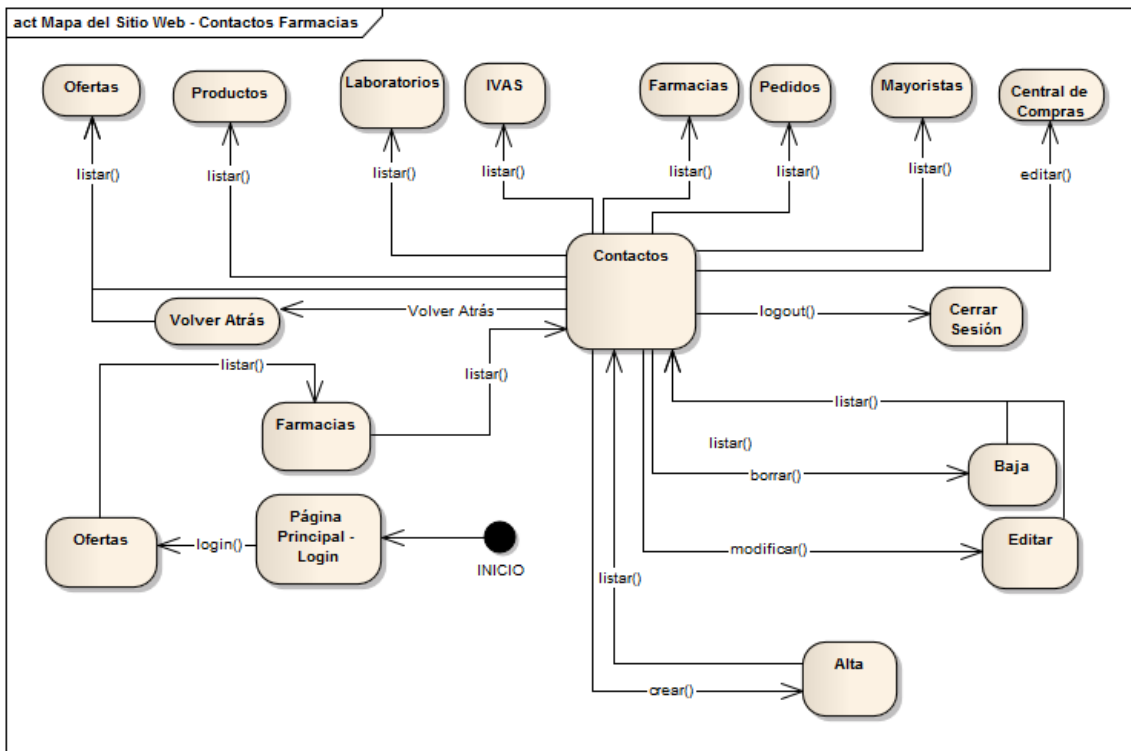 act Mapa del Sitio Web - Contactos Farmacias
Ofertas
Productos
Laboratorios
IVAS
Farmacias
Pedidos
Mayoristas
Central de
Compras
listar()
listar()
listar()
listar()
listar()
listar()
listar()
editar()
Contactos
Volver Atrás
Volver Atrás
logout()
Cerrar
Sesión
listar()
listar()
Farmacias
listar()
listar()
borrar()
Baja
Ofertas
login()
Página
Principal -
Login
INICIO
modificar()
Editar
listar()
Alta
crear()